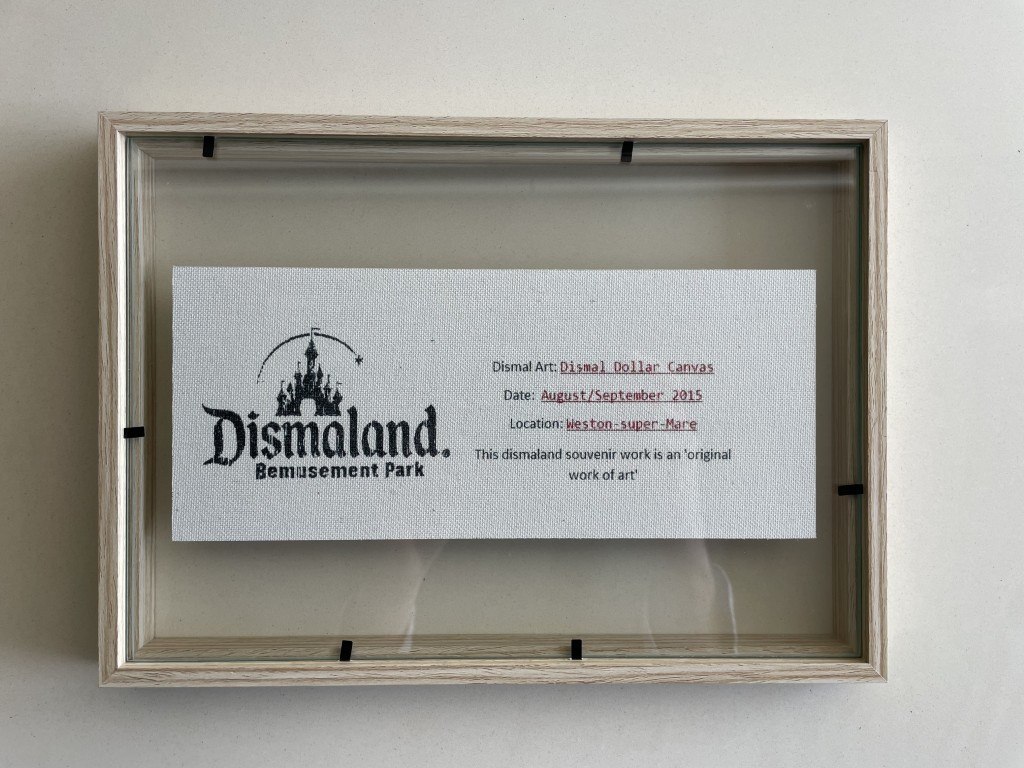 Dismaland.
Bemusement Park
Dismal Art: Dismal Dollar Canvas
Date: August/September 2015
Location: Weston-super-Mare
This dismaland souvenir work is an 'original
work of art'